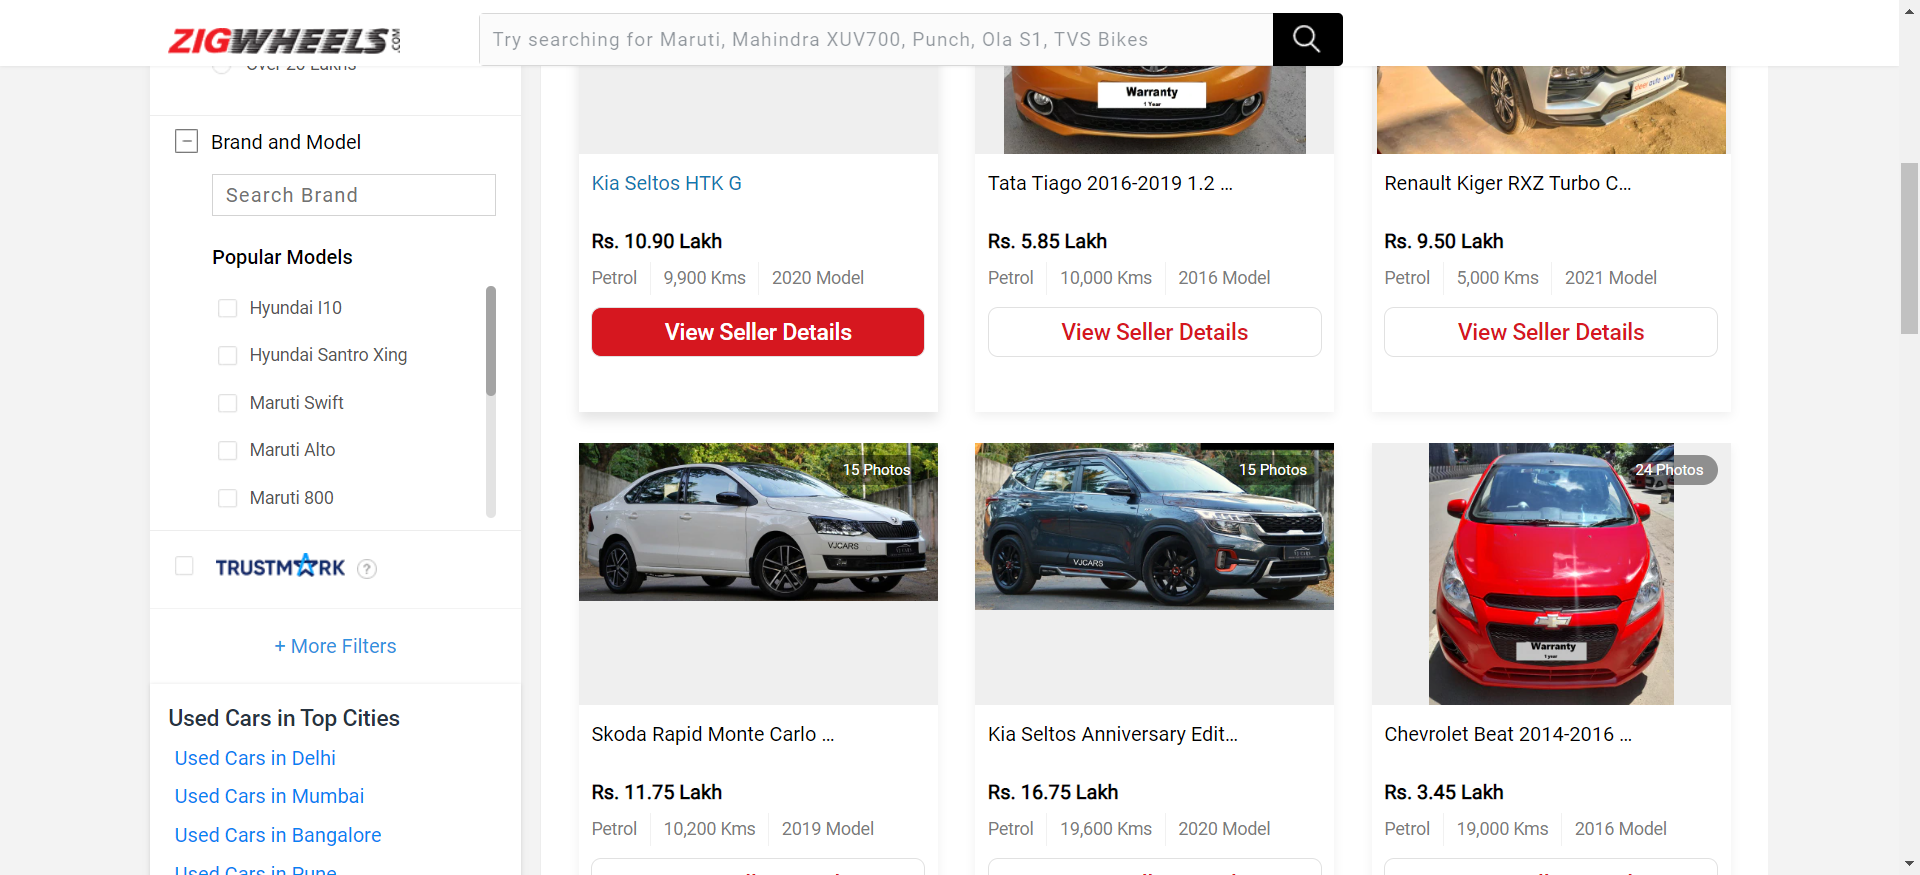 ZIGWHEELS.COM
Try searching for Maruti, Mahindra XUV700, Punch, Ola S1, TVS Bikes
Over 20 Lakhs
Brand and Model
Search Brand
Popular Models
Hyundai I10
Hyundai Santro Xing
Maruti Swift
Maruti Alto
Maruti 800
TRUSTMARK ?
+ More Filters
Used Cars in Top Cities
Used Cars in Delhi
Used Cars in Mumbai
Used Cars in Bangalore
Used Cars in Pune
Kia Seltos HTK G
Rs. 10.90 Lakh
Petrol 9,900 Kms 2020 Model
View Seller Details
Warranty
1 Year
Tata Tiago 2016-2019 1.2 ...
Rs. 5.85 Lakh
Petrol 10,000 Kms 2016 Model
View Seller Details
Renault Kiger RXZ Turbo C...
Rs. 9.50 Lakh
Petrol 5,000 Kms 2021 Model
View Seller Details
15 Photos
VJCARS
Skoda Rapid Monte Carlo ...
Rs. 11.75 Lakh
Petrol 10,200 Kms 2019 Model
15 Photos
VJCARS
Kia Seltos Anniversary Edit...
Rs. 16.75 Lakh
Petrol 19,600 Kms 2020 Model
24 Photos
Warranty
1 year
Chevrolet Beat 2014-2016 ...
Rs. 3.45 Lakh
Petrol 19,000 Kms 2016 Model